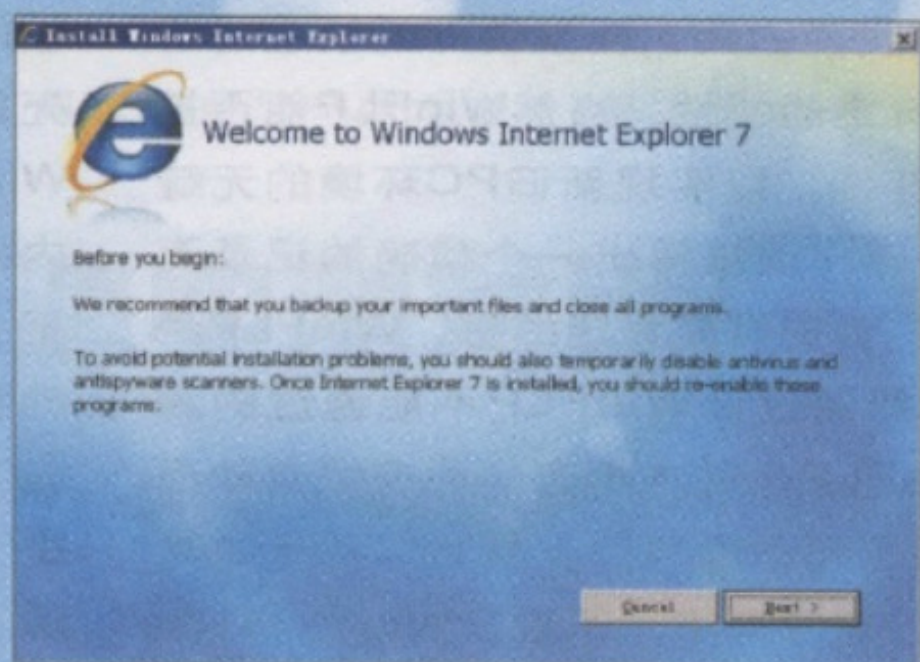 Install Windows Internet Explorer
Welcome to Windows Internet Explorer 7
Before you begin:
We recommend that you backup your important files and close all programs.
To avoid potential installation problems, you should also temporarily disable antivirus and
antispyware scanners. Once Internet Explorer 7 is installed, you should re-enable these
programs.
Cancel
Next >